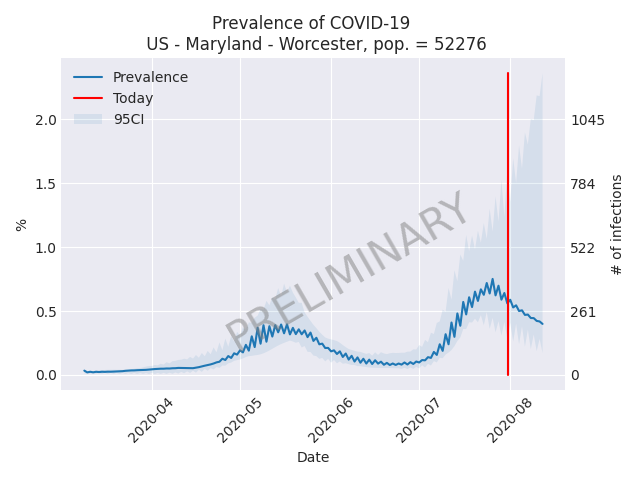 Prevalence of COVID-19
US - Maryland - Worcester, pop. = 52276
Prevalence
Today
95CI
PRELIMINARY
%
2.0
1.5
1.0
0.5
0.0
1045
784
522
261
0
# of infections
2020-04
2020-05
2020-06
2020-07
2020-08
Date